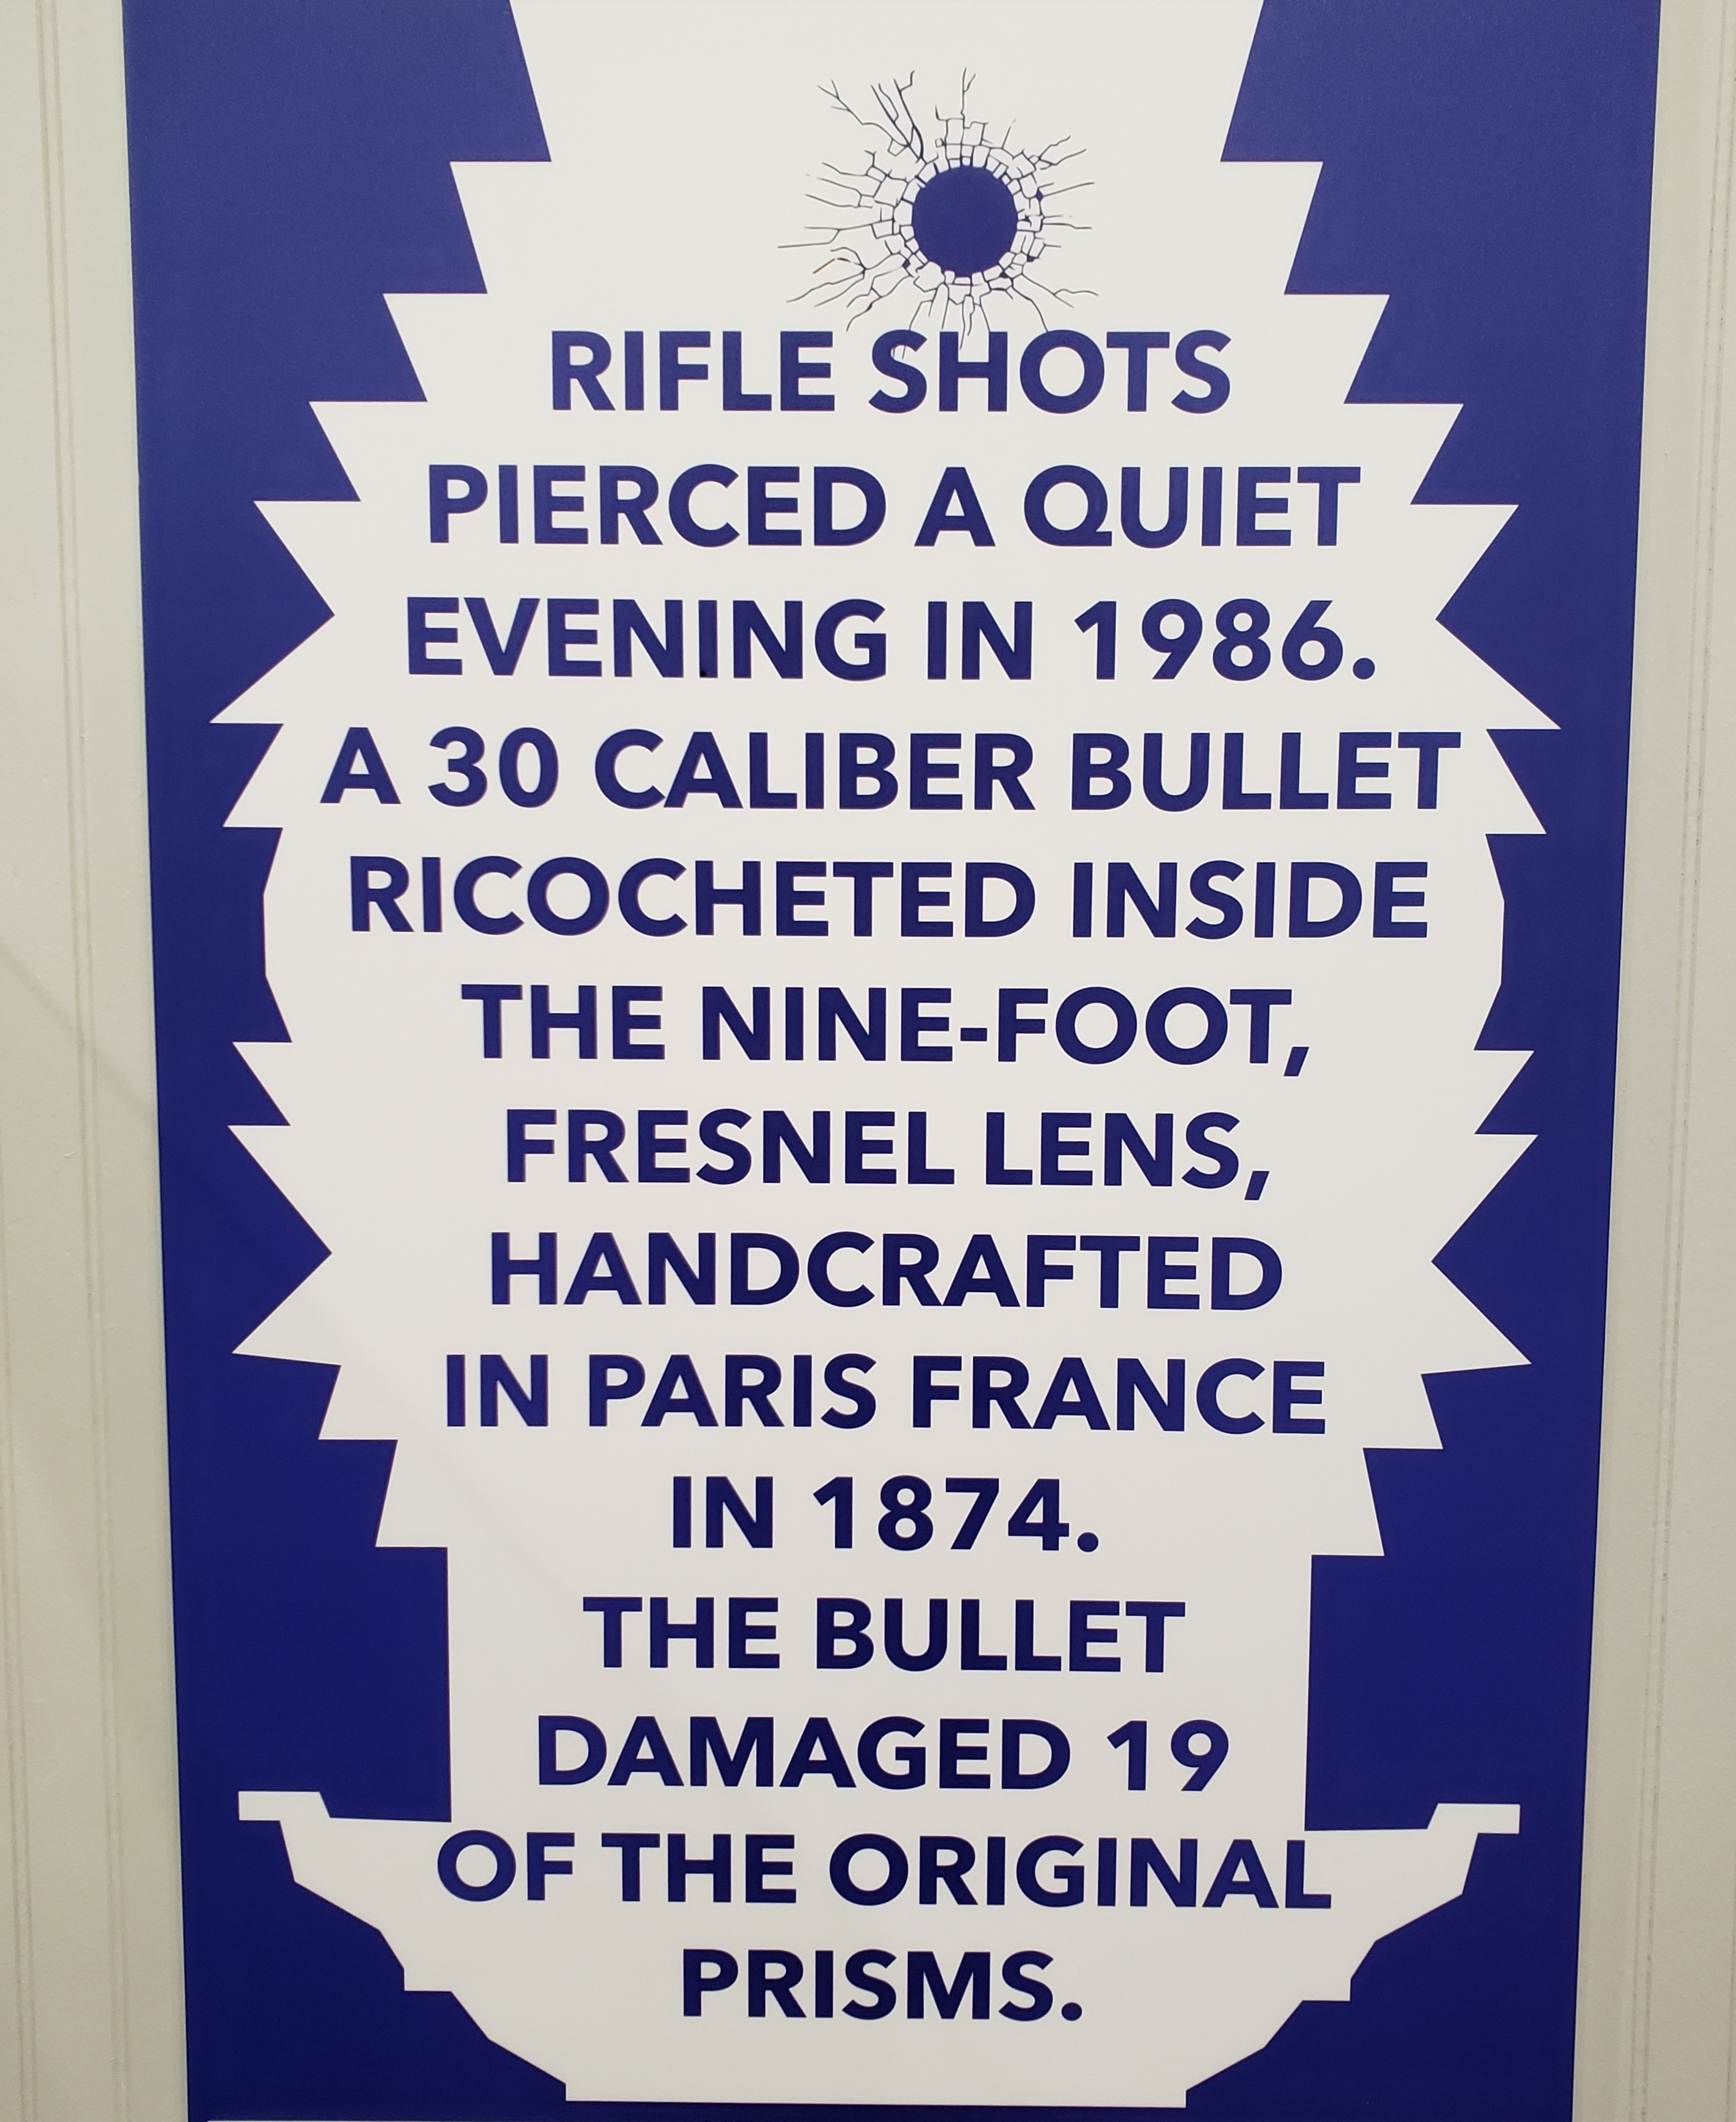 RIFLE SHOTS
PIERCED A QUIET
EVENING IN 1986.
A 30 CALIBER BULLET
RICOCHETED INSIDE
THE NINE-FOOT,
FRESNEL LENS,
HANDCRAFTED
IN PARIS FRANCE
IN 1874.
THE BULLET
DAMAGED 19
OF THE ORIGINAL
PRISMS.